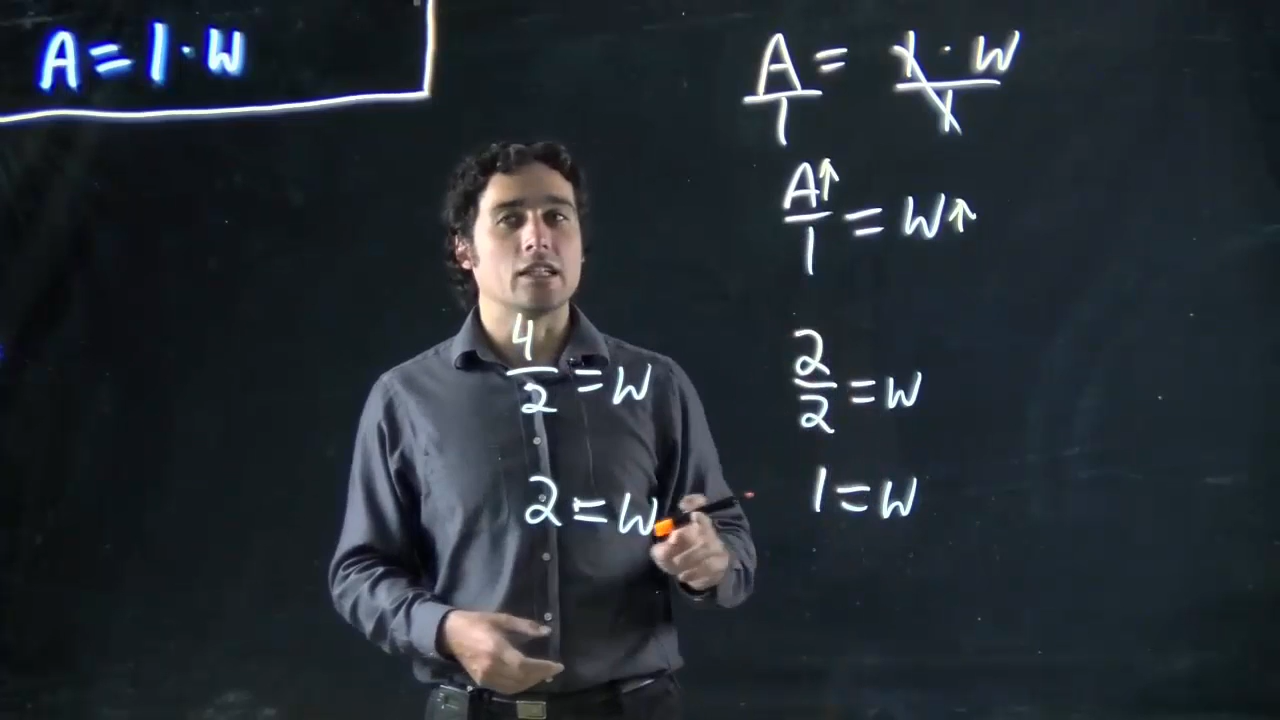 A = l · W
A/l = l · W/l
A↑/l = W↑
4/2 = W
2 = W
2/2 = W
1 = W